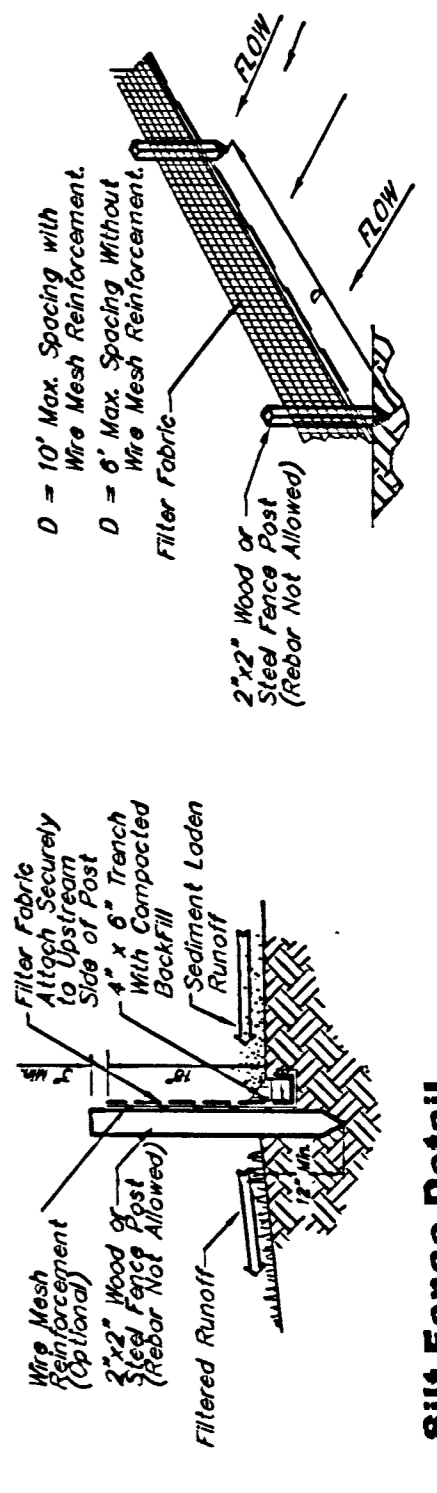 Wire Mesh
Reinforcement
(Optional)
2"x2" Wood or
Steel Fence Post
(Rebar Not Allowed)
Filtered Runoff
Filter Fabric
Attach Securely
to Upstream
Side of Post
4" x 6" Trench
With Compacted
BackFill
Sediment Laden
Runoff
Min.
12" Min.
D = 10' Max. Spacing with
Wire Mesh Reinforcement.
D = 6' Max. Spacing Without
Wire Mesh Reinforcement.
Filter Fabric
2"x2" Wood or
Steel Fence Post
(Rebar Not Allowed)
D
FLOW
FLOW
Silt Fence Detail